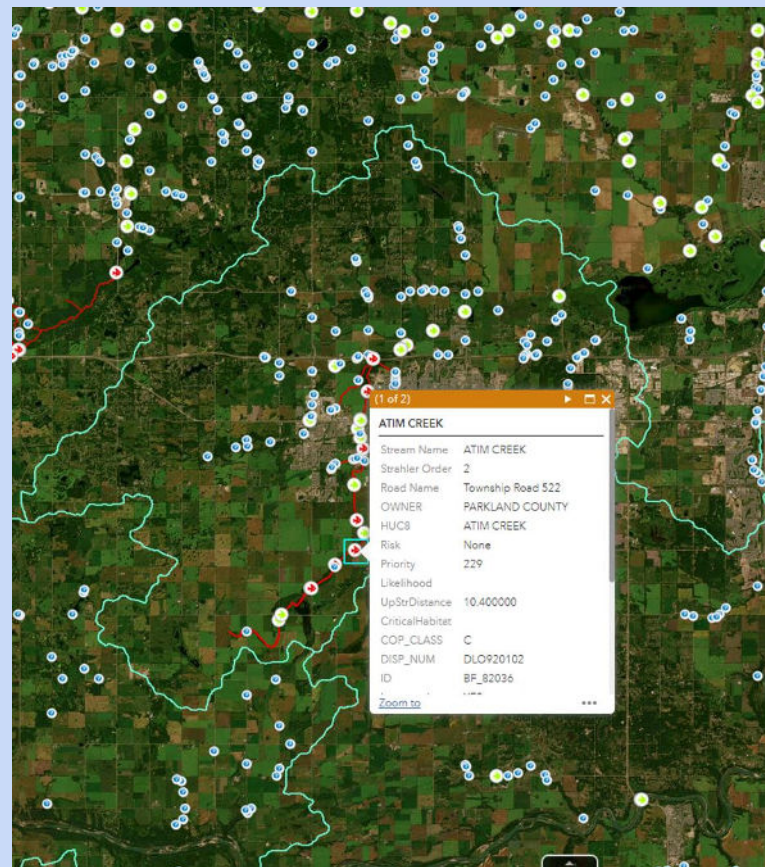 (1 of 2)
ATIM CREEK
Stream Name ATIM CREEK
Strahler Order 2
Road Name Township Road 522
OWNER PARKLAND COUNTY
HUC8 ATIM CREEK
Risk None
Priority 229
Likelihood
UpStrDistance 10.400000
CriticalHabitat
COP_CLASS C
DISP_NUM DLO920102
ID BF_82036
Zoom to